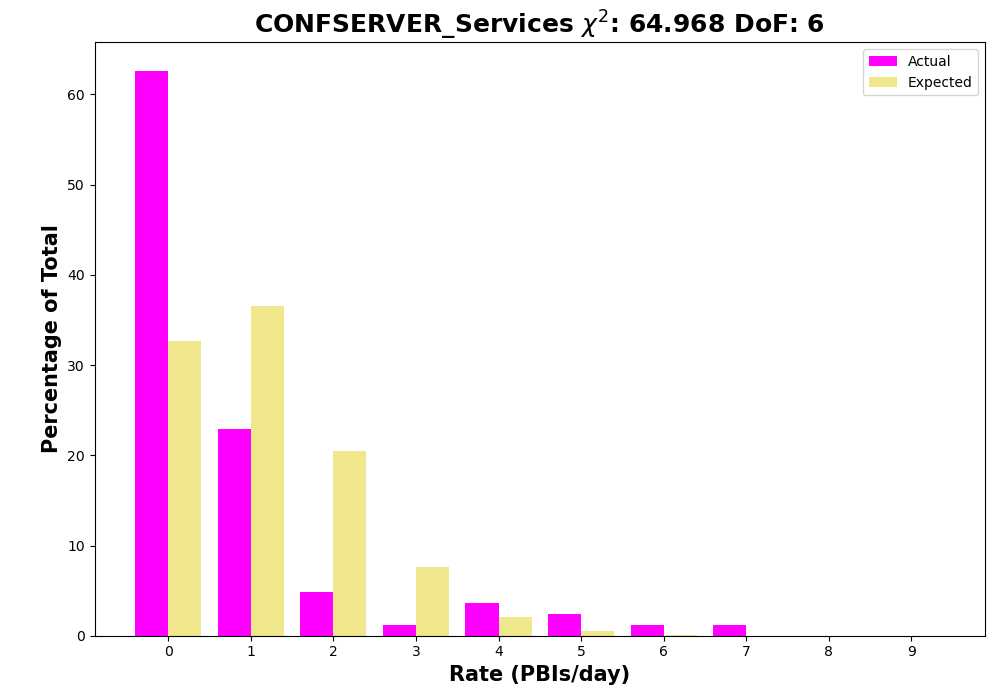 CONFSERVER_Services χ²: 64.968 DoF: 6
Actual
Expected
Percentage of Total
60
50
40
30
20
10
0
0 1 2 3 4 5 6 7 8 9
Rate (PBIs/day)